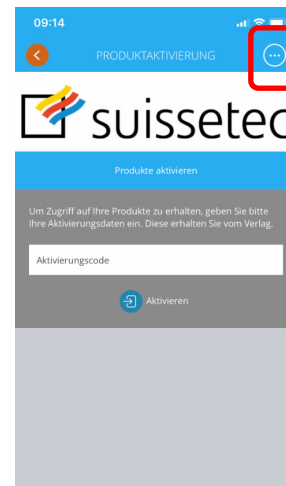 09:14
PRODUKTAKTIVIERUNG
suissetec
Produkte aktivieren
Um Zugriff auf Ihre Produkte zu erhalten, geben Sie bitte
Ihre Aktivierungsdaten ein. Diese erhalten Sie vom Verlag.
Aktivierungscode
Aktivieren